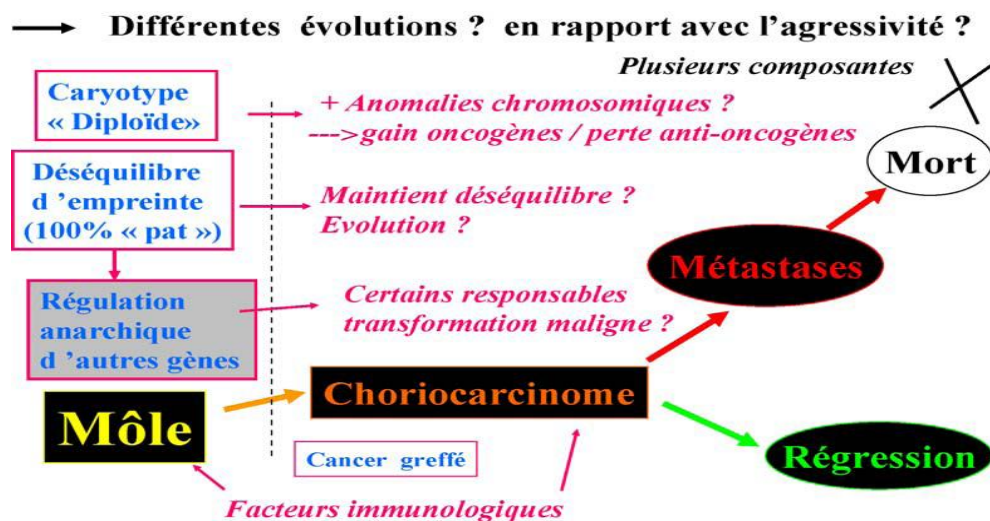 Différentes évolutions ? en rapport avec l'agressivité ?
Plusieurs composantes
Caryotype
« Diploïde»
+ Anomalies chromosomiques ?
--->gain oncogènes / perte anti-oncogènes
Mort
Déséquilibre
d 'empreinte
(100% « pat »)
Maintient déséquilibre ?
Evolution ?
Métastases
Régulation
anarchique
d 'autres gènes
Certains responsables
transformation maligne ?
Choriocarcinome
Môle
Cancer greffé
Régression
Facteurs immunologiques